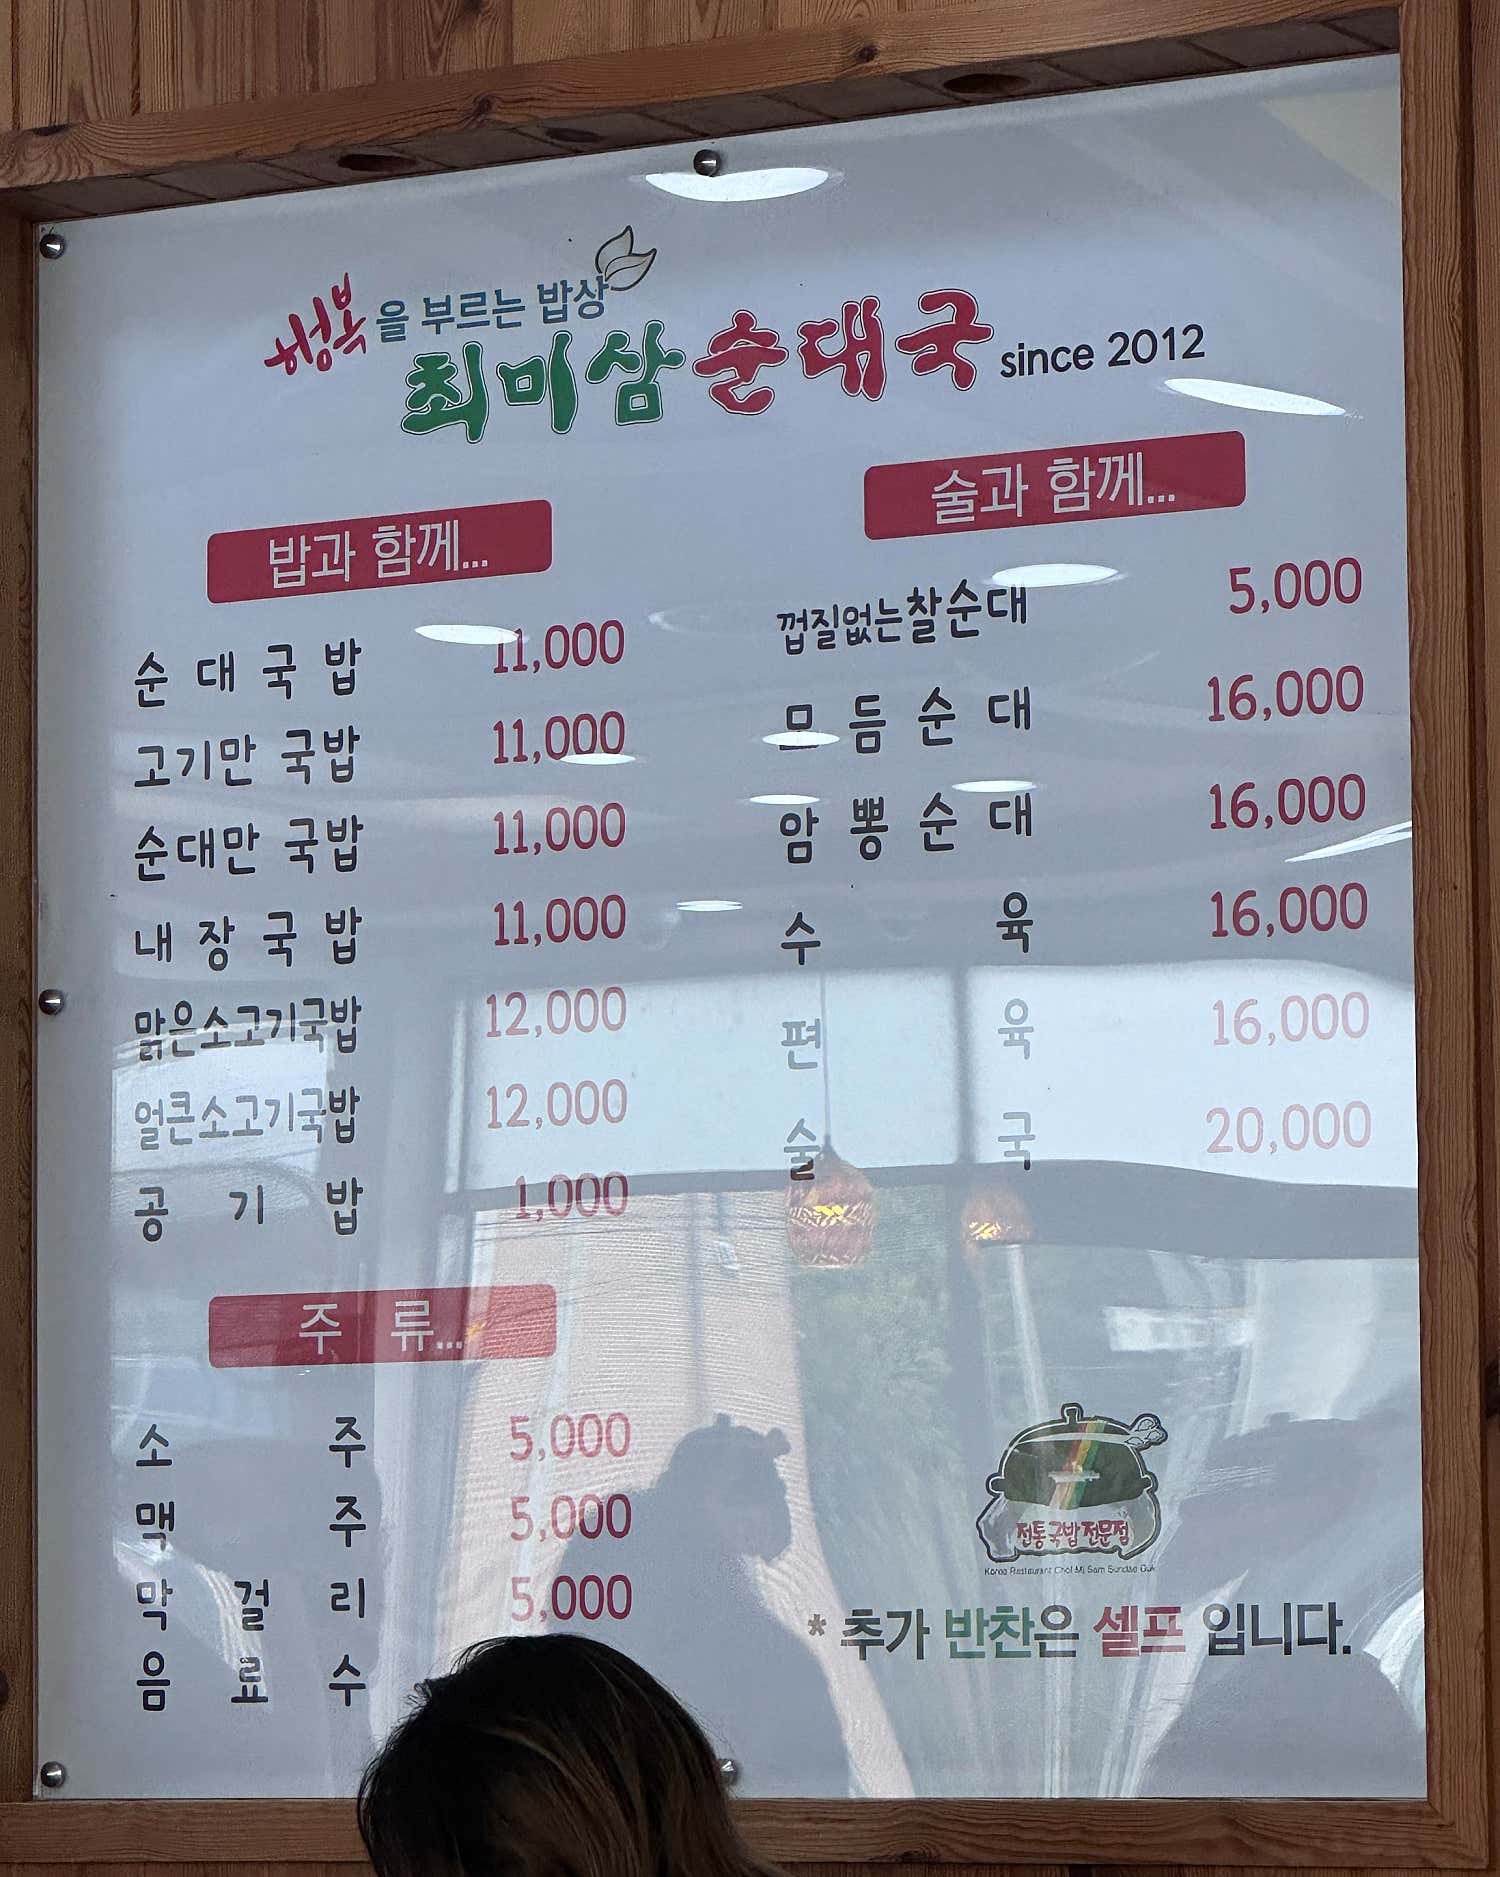 행복을 부르는 밥상
최미삼순대국 since 2012
밥과 함께...
순대국밥 11,000
고기만 국밥 11,000
순대만 국밥 11,000
내장국밥 11,000
맑은소고기국밥 12,000
얼큰소고기국밥 12,000
공기밥 1,000
주류...
소주 5,000
맥주 5,000
막걸리 5,000
음료수
술과 함께...
껍질없는찰순대 5,000
모듬순대 16,000
암뽕순대 16,000
수육 16,000
편육 16,000
술국 20,000
전통국밥전문점
Korea Restaurant Choi Mi Sam Sundae Guk
* 추가 반찬은 셀프 입니다.